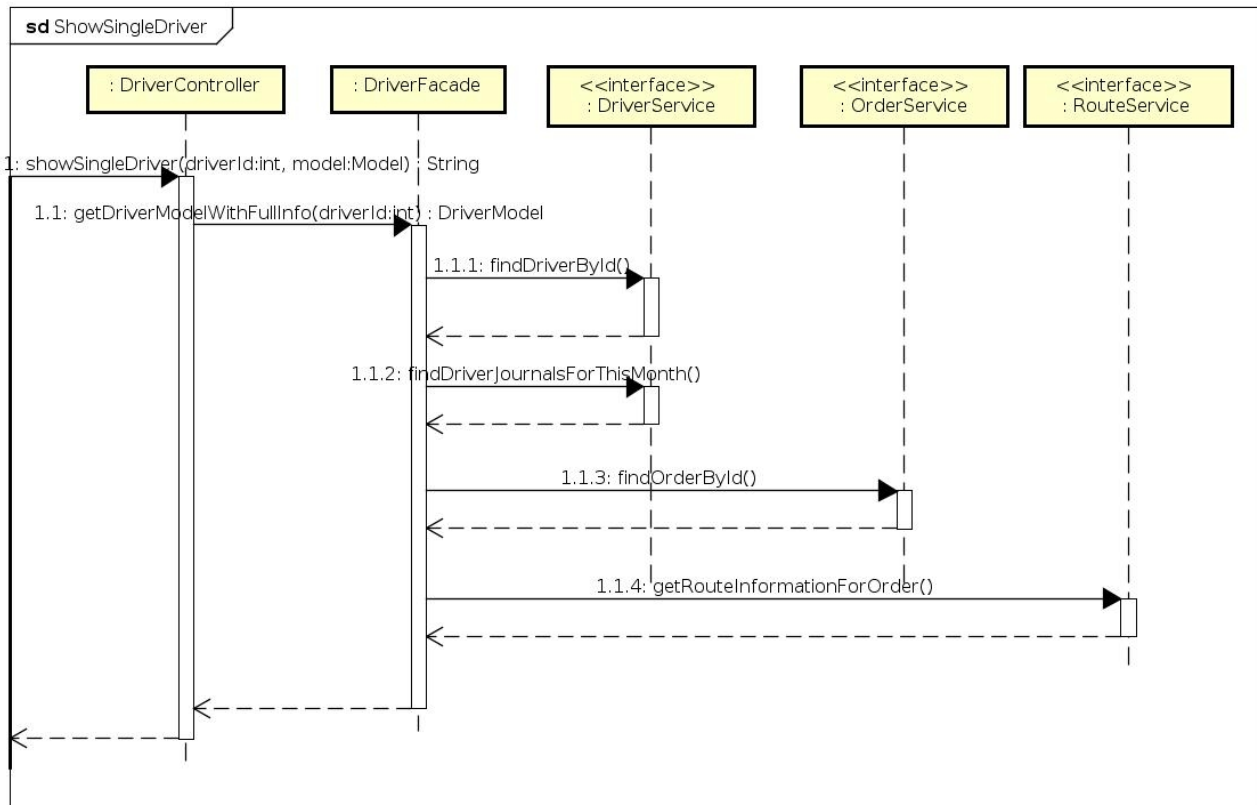 sd ShowSingleDriver
: DriverController
: DriverFacade
<<interface>>
: DriverService
<<interface>>
: OrderService
<<interface>>
: RouteService
1: showSingleDriver(driverId:int, model:Model) : String
1.1: getDriverModelWithFullInfo(driverId:int) : DriverModel
1.1.1: findDriverById()
1.1.2: findDriverJournalsForThisMonth()
1.1.3: findOrderById()
1.1.4: getRouteInformationForOrder()